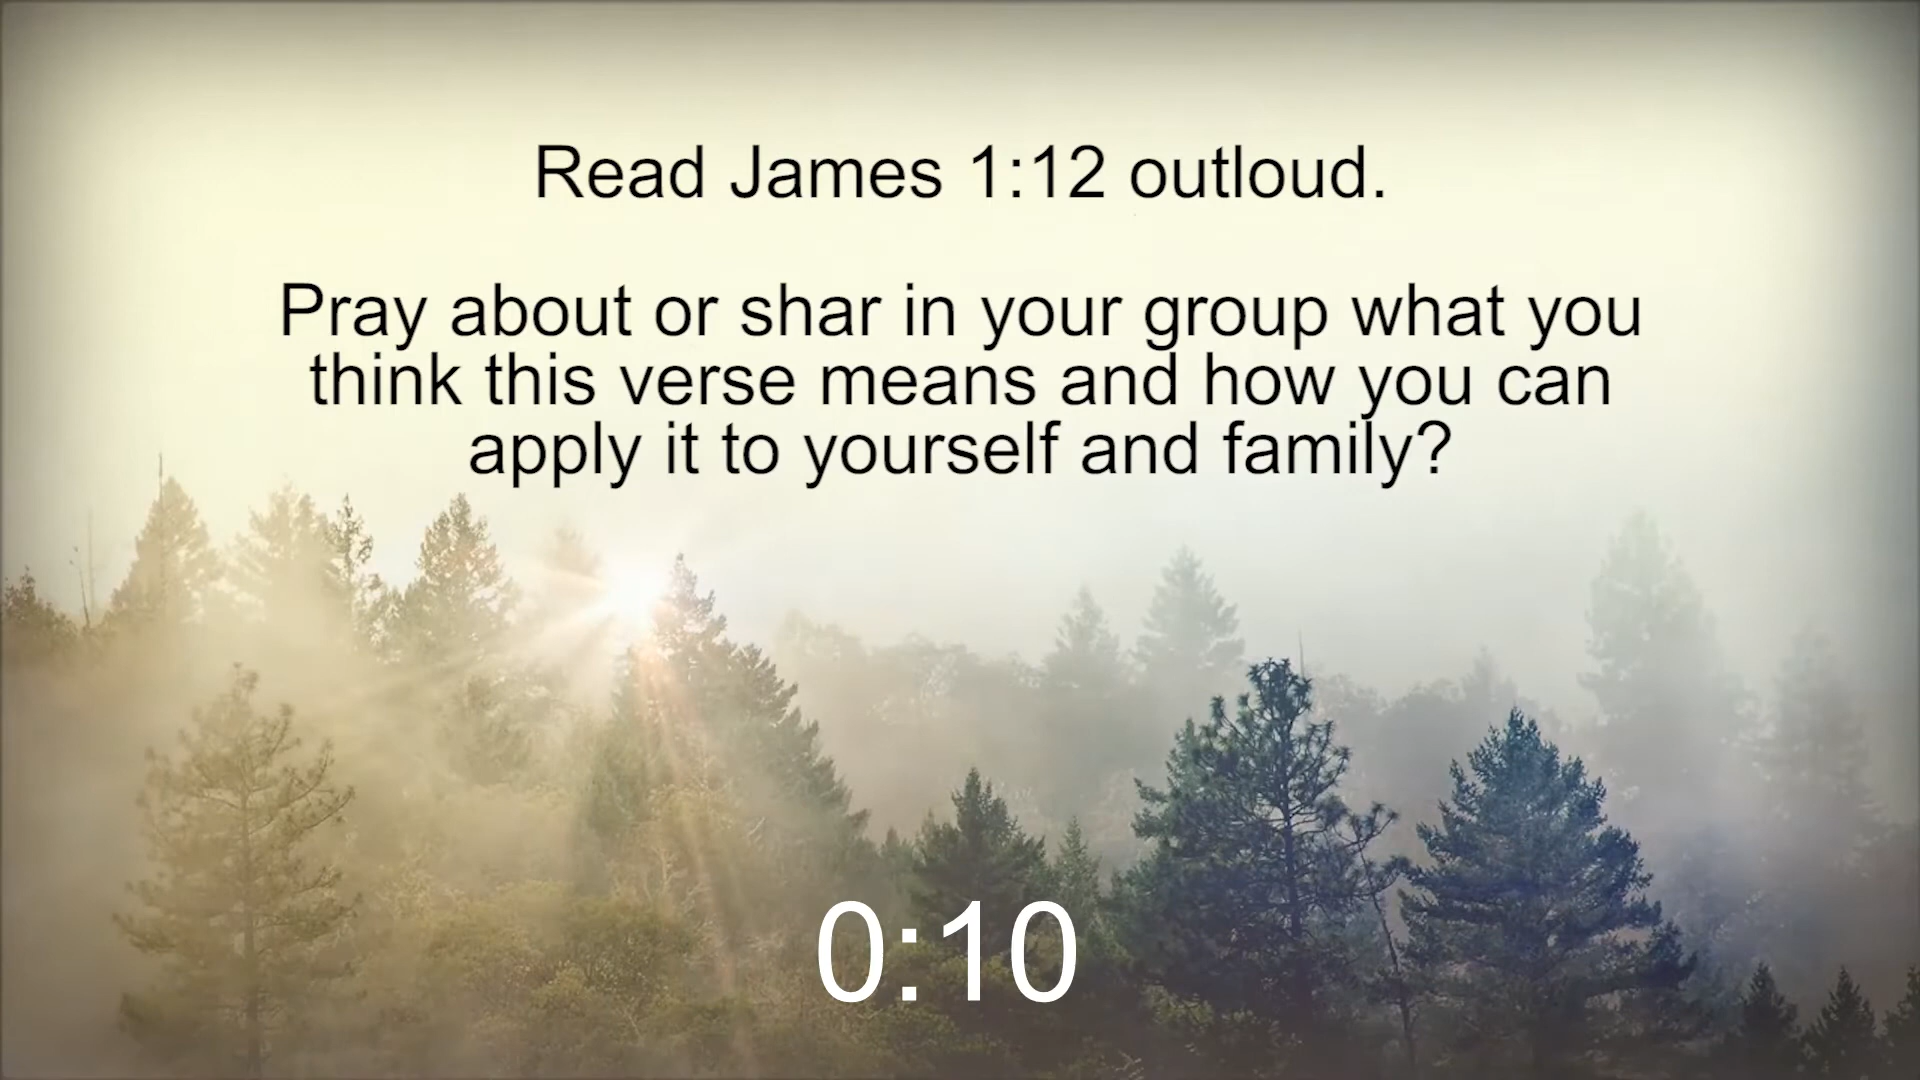 Read James 1:12 outloud.
Pray about or shar in your group what you
think this verse means and how you can
apply it to yourself and family?
0:10